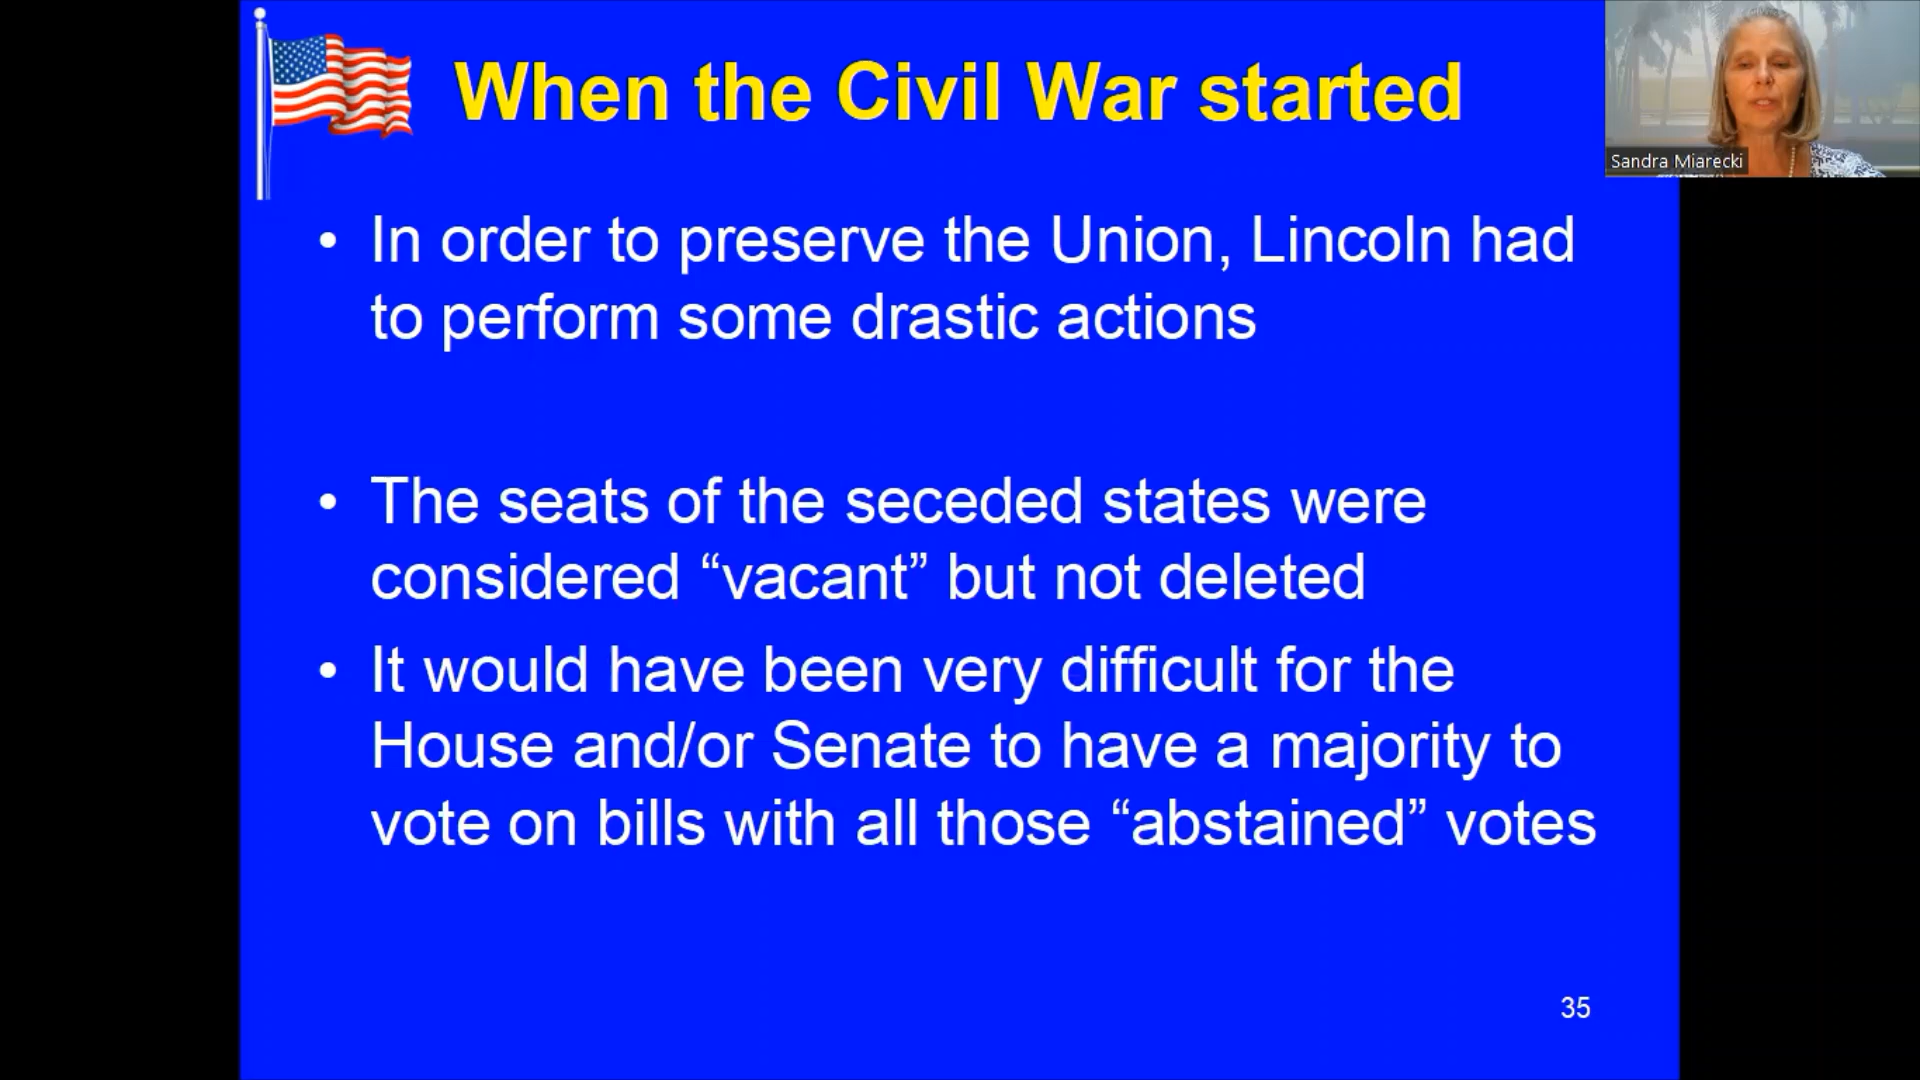 When the Civil War started
Sandra Miarecki
• In order to preserve the Union, Lincoln had
to perform some drastic actions
• The seats of the seceded states were
considered “vacant” but not deleted
• It would have been very difficult for the
House and/or Senate to have a majority to
vote on bills with all those “abstained” votes
35